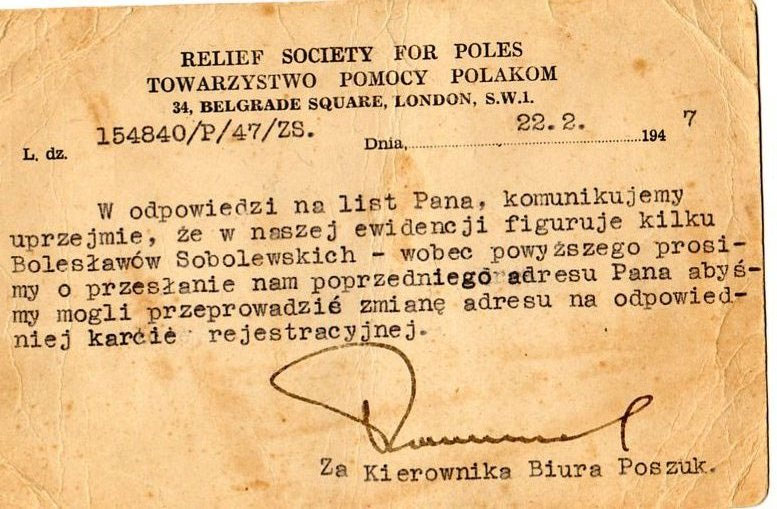 RELIEF SOCIETY FOR POLES
TOWARZYSTWO POMOCY POLAKOM
34, BELGRADE SQUARE, LONDON, S.W.1.
L. dz. 154840/P/47/ZS. Dnia, 22.2. 1947
W odpowiedzi na list Pana, komunikujemy
uprzejmie, że w naszej ewidencji figuruje kilku
Bolesławów Sobolewskich - wobec powyższego prosi-
my o przesłanie nam poprzedniego adresu Pana abyś-
my mogli przeprowadzić zmianę adresu na odpowied-
niej karcie rejestracyjnej.
Za Kierownika Biura Poszuk.